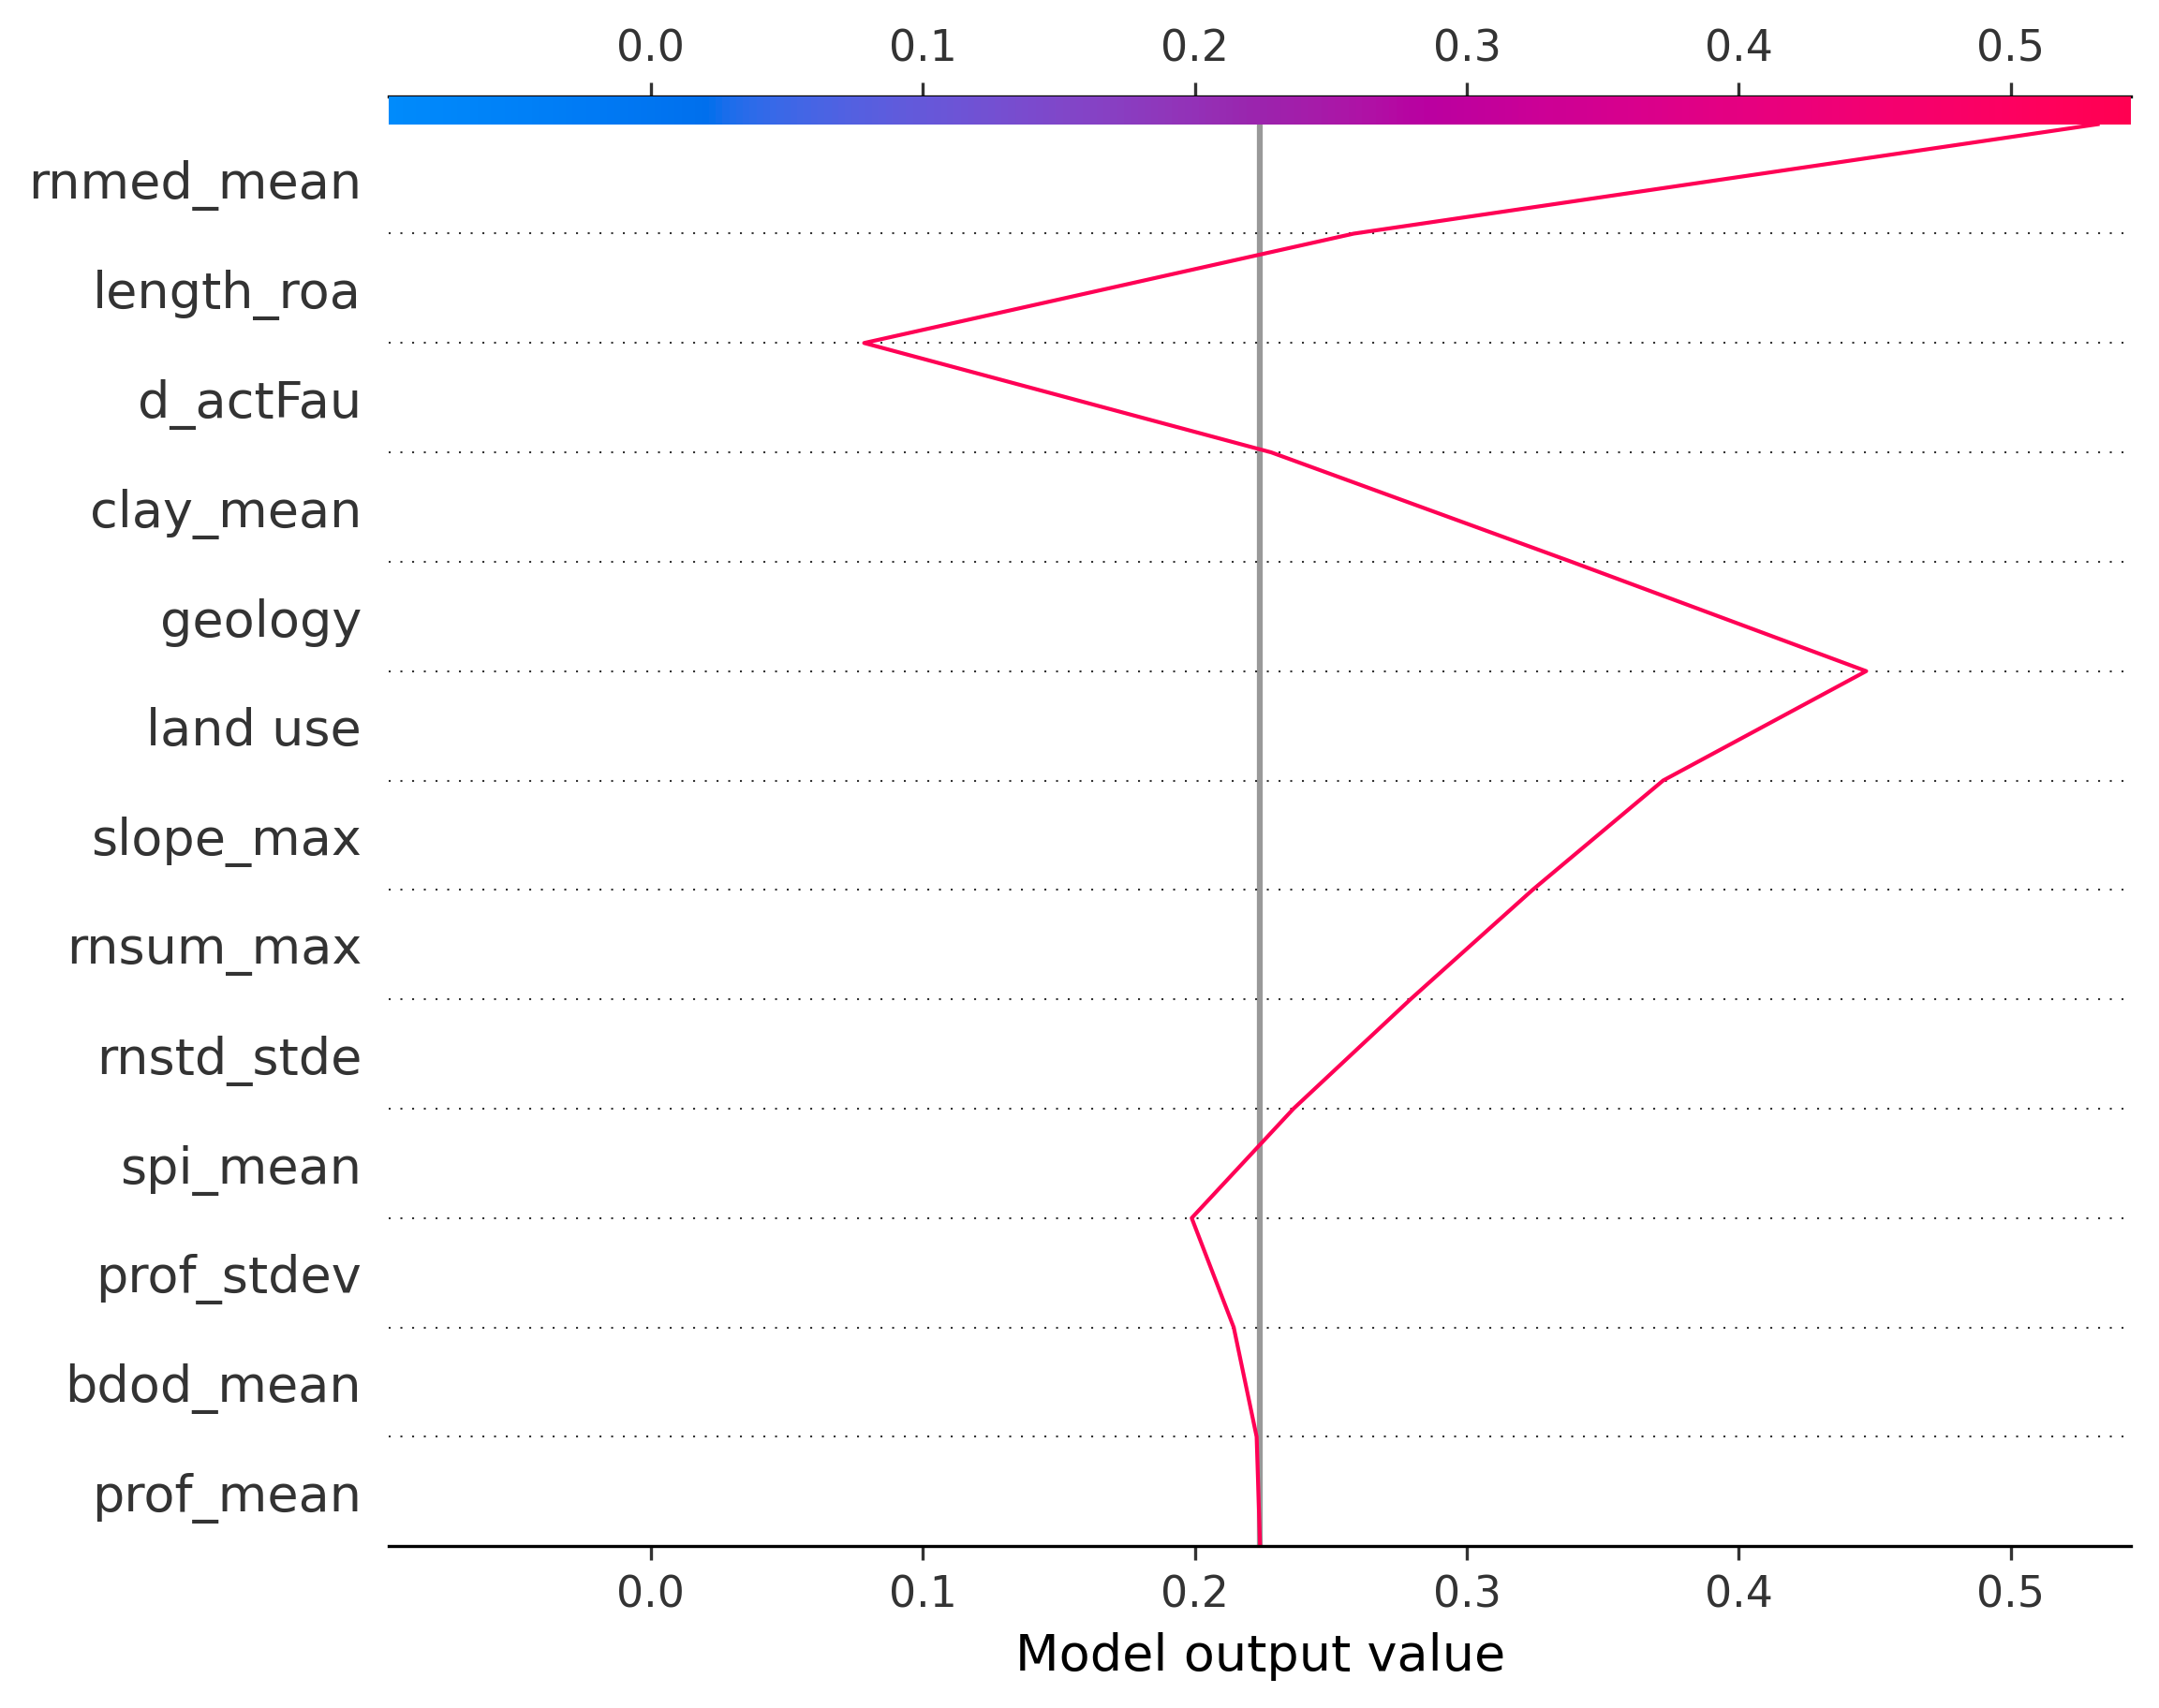 0.0 0.1 0.2 0.3 0.4 0.5
rnmed_mean
length_roa
d_actFau
clay_mean
geology
land use
slope_max
rnsum_max
rnstd_stde
spi_mean
prof_stdev
bdod_mean
prof_mean
0.0 0.1 0.2 0.3 0.4 0.5
Model output value